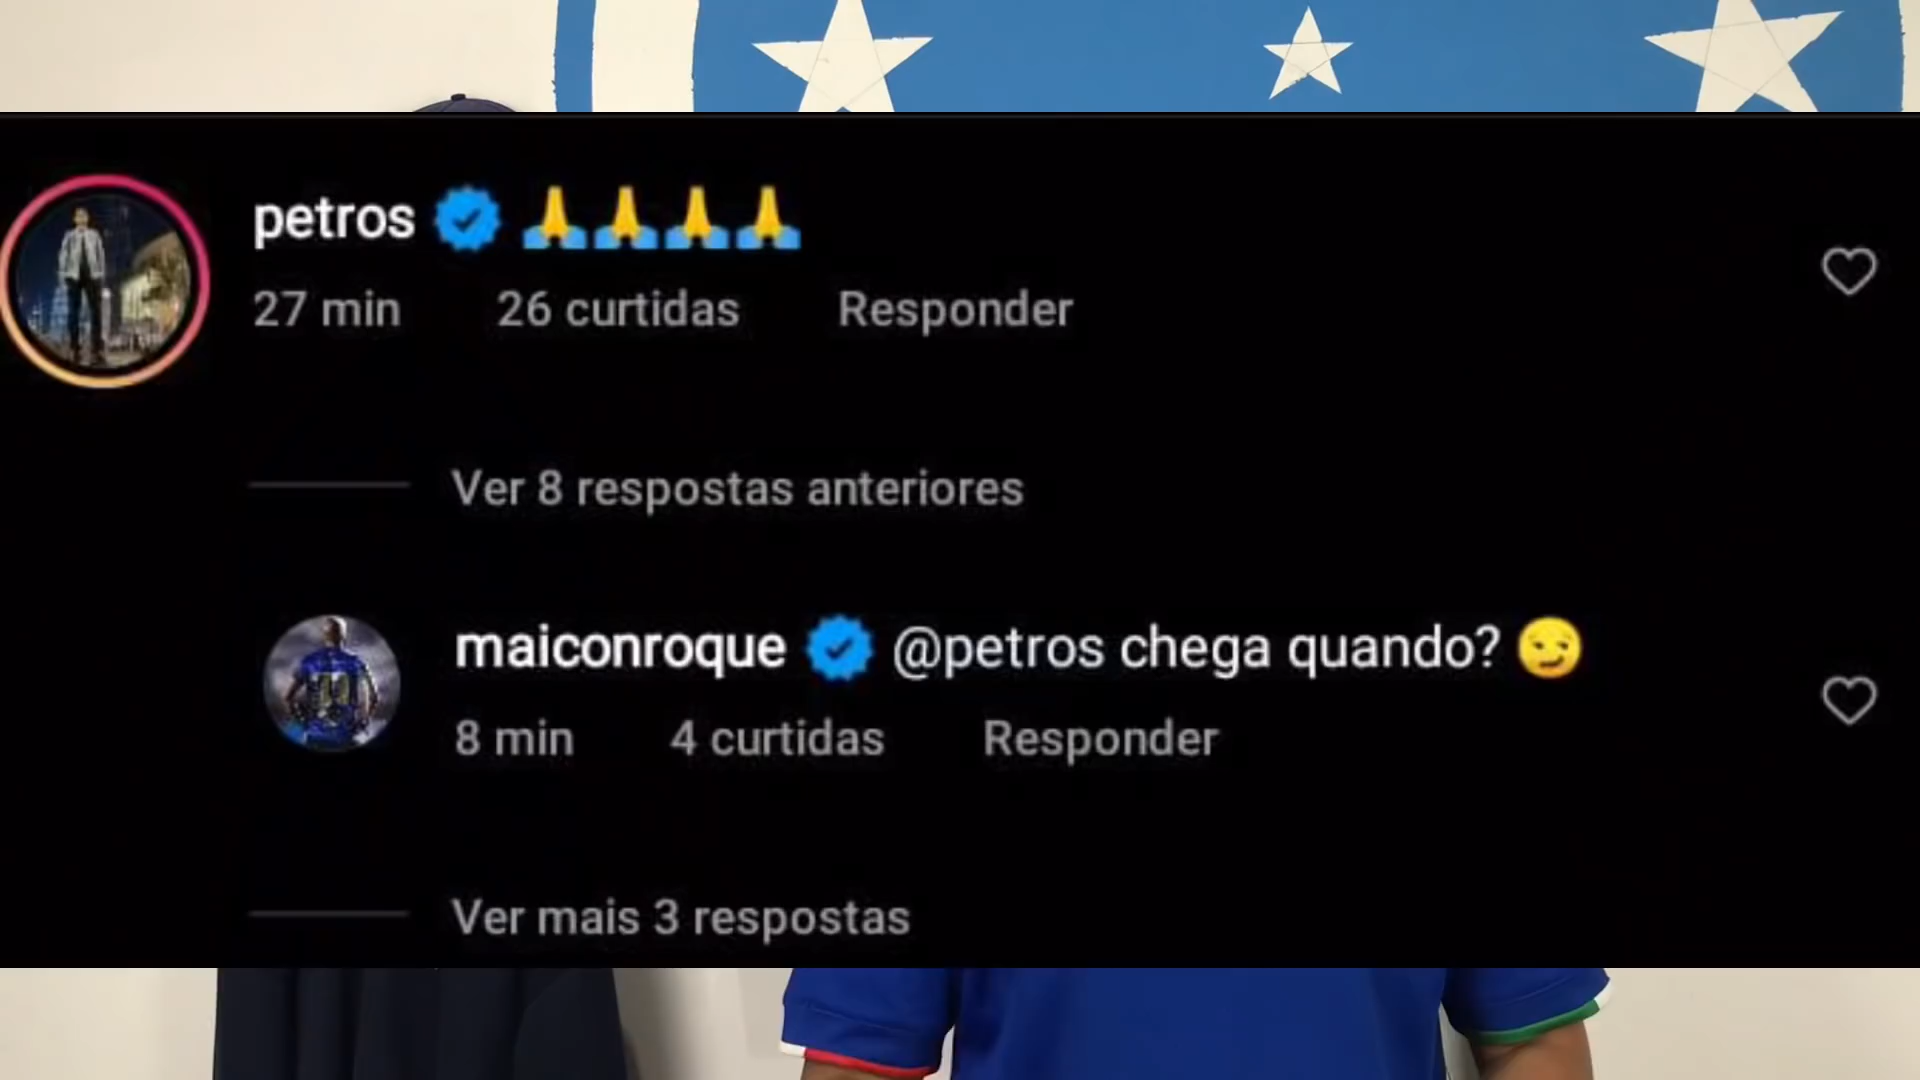 petros 🙏🙏🙏🙏
27 min 26 curtidas Responder
Ver 8 respostas anteriores
maiconroque @petros chega quando? 😏
8 min 4 curtidas Responder
Ver mais 3 respostas